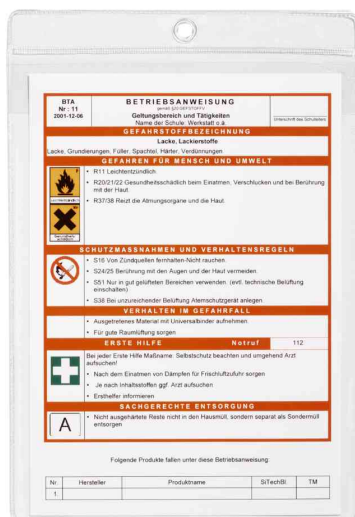 BTA
Nr : 11
2001-12-06
BETRIEBSANWEISUNG
gemäß §20 GEFSTOFFV
Geltungsbereich und Tätigkeiten
Name der Schule: Werkstatt o.ä.
Unterschrift des Schulleiters
GEFAHRSTOFFBEZEICHNUNG
Lacke, Lackierstoffe
Lacke, Grundierungen, Füller, Spachtel, Härter, Verdünnungen
GEFAHREN FÜR MENSCH UND UMWELT
• R11 Leichtentzündlich.
• R20/21/22 Gesundheitsschädlich beim Einatmen, Verschlucken und bei Berührung
mit der Haut.
• R37/38 Reizt die Atmungsorgane und die Haut.
SCHUTZMASSNAHMEN UND VERHALTENSREGELN
• S16 Von Zündquellen fernhalten-Nicht rauchen.
• S24/25 Berührung mit den Augen und der Haut vermeiden.
• S51 Nur in gut gelüfteten Bereichen verwenden. (evtl. technische Belüftung
einschalten)
• S38 Bei unzureichender Belüftung Atemschutzgerät anlegen.
VERHALTEN IM GEFAHRFALL
• Ausgetretenes Material mit Universalbinder aufnehmen.
• Für gute Raumlüftung sorgen
ERSTE HILFE Notruf 112
Bei jeder Erste Hilfe Maßname: Selbstschutz beachten und umgehend Arzt
aufsuchen!
• Nach dem Einatmen von Dämpfen für Frischluftzufuhr sorgen
• Je nach Inhaltsstoffen ggf. Arzt aufsuchen
• Ersthelfer informieren
SACHGERECHTE ENTSORGUNG
A
• Nicht ausgehärtete Reste nicht in den Hausmüll, sondern separat als Sondermüll
entsorgen
Folgende Produkte fallen unter diese Betriebsanweisung
Nr. Hersteller Produktname SiTechBl TM
1.